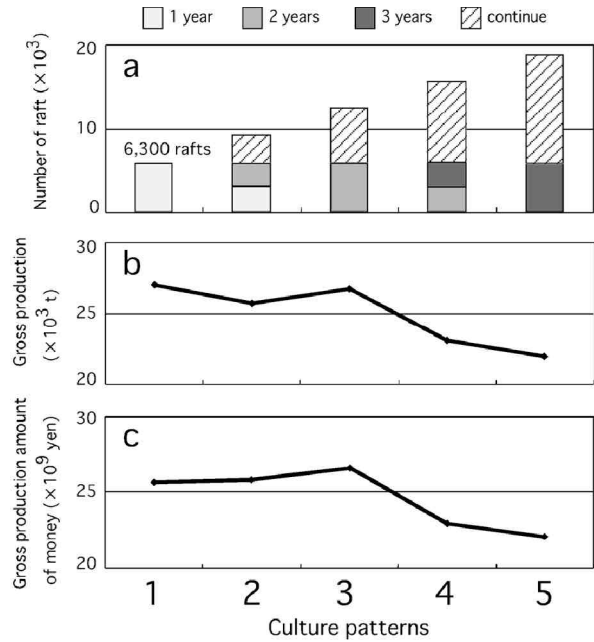 1 year 2 years 3 years continue
Number of raft (×10³)
20
10
0
a
6,300 rafts
Gross production
(×10³ t)
30
25
20
b
Gross production amount
of money (×10⁹ yen)
30
25
20
c
1 2 3 4 5
Culture patterns